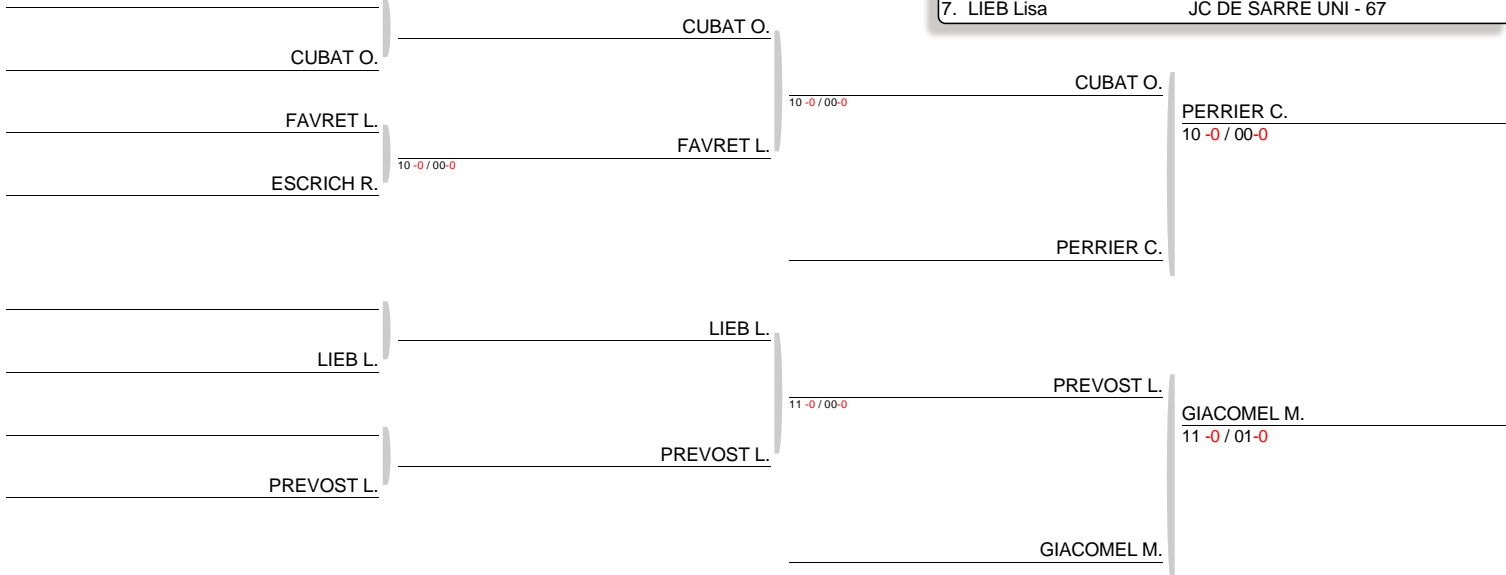 7. LIEB Lisa JC DE SARRE UNI - 67
CUBAT O.
CUBAT O.
CUBAT O.
10 -0 / 00-0
PERRIER C.
10 -0 / 00-0
FAVRET L.
FAVRET L.
10 -0 / 00-0
ESCRICH R.
PERRIER C.
LIEB L.
LIEB L.
PREVOST L.
11 -0 / 00-0
GIACOMEL M.
11 -0 / 01-0
PREVOST L.
PREVOST L.
GIACOMEL M.